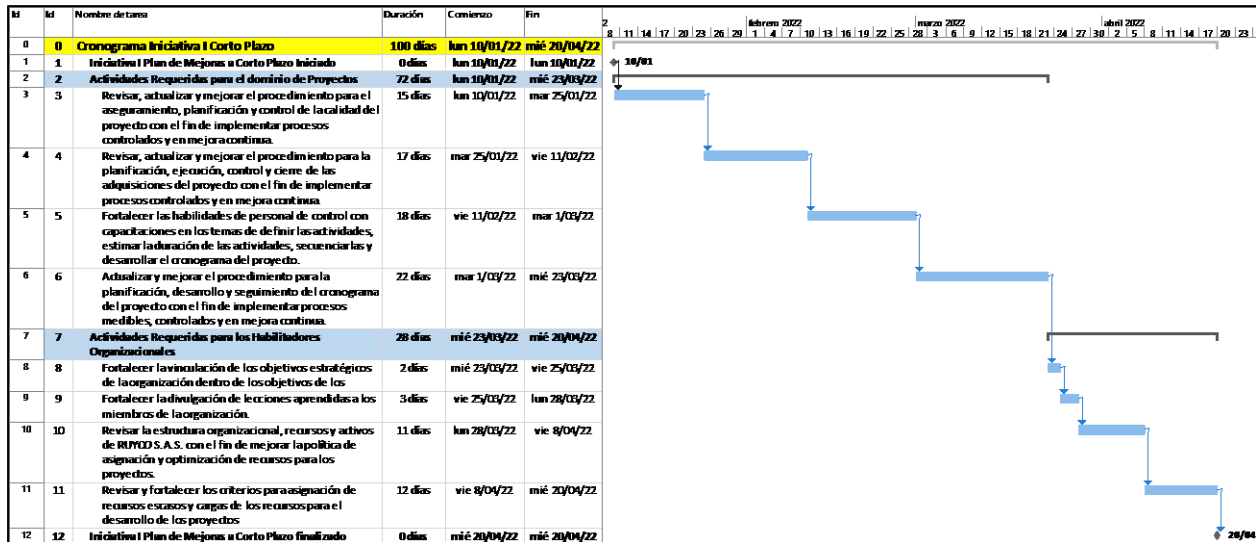 Id Id Nombre de tarea Duración Comienzo Fin
2 febrero 2022 marzo 2022 abril 2022
8 11 14 17 20 23 26 29 1 4 7 10 13 16 19 22 25 28 3 6 9 12 15 18 21 24 27 30 2 5 8 11 14 17 20 23
0 0 Cronograma Iniciativa I Corto Plazo 100 días lun 10/01/22 mié 20/04/22
1 1 Iniciativa I Plan de Mejoras a Corto Plazo Iniciado 0 días lun 10/01/22 lun 10/01/22 10/01
2 2 Actividades Requeridas para el dominio de Proyectos 72 días lun 10/01/22 mié 23/03/22
3 3 Revisar, actualizar y mejorar el procedimiento para el 15 días lun 10/01/22 mar 25/01/22
aseguramiento, planificación y control de la calidad del
proyecto con el fin de implementar procesos
controlados y en mejora continua.
4 4 Revisar, actualizar y mejorar el procedimiento para la 17 días mar 25/01/22 vie 11/02/22
planificación, ejecución, control y cierre de las
adquisiciones del proyecto con el fin de implementar
procesos controlados y en mejora continua.
5 5 Fortalecer las habilidades de personal de control con 18 días vie 11/02/22 mar 1/03/22
capacitaciones en los temas de definir las actividades,
estimar la duración de las actividades, secuenciarlas y
desarrollar el cronograma del proyecto.
6 6 Actualizar y mejorar el procedimiento para la 22 días mar 1/03/22 mié 23/03/22
planificación, desarrollo y seguimiento del cronograma
del proyecto con el fin de implementar procesos
medibles, controlados y en mejora continua.
7 7 Actividades Requeridas para los Habilitadores 28 días mié 23/03/22 mié 20/04/22
Organizacionales
8 8 Fortalecer la vinculación de los objetivos estratégicos 2 días mié 23/03/22 vie 25/03/22
de la organización dentro de los objetivos de los
9 9 Fortalecer la divulgación de lecciones aprendidas a los 3 días vie 25/03/22 lun 28/03/22
miembros de la organización.
10 10 Revisar la estructura organizacional, recursos y activos 11 días lun 28/03/22 vie 8/04/22
de RUYCO S.A.S. con el fin de mejorar la política de
asignación y optimización de recursos para los
proyectos.
11 11 Revisar y fortalecer los criterios para asignación de 12 días vie 8/04/22 mié 20/04/22
recursos escasos y cargas de los recursos para el
desarrollo de los proyectos
12 12 Iniciativa I Plan de Mejoras a Corto Plazo finalizado 0 días mié 20/04/22 mié 20/04/22 20/04